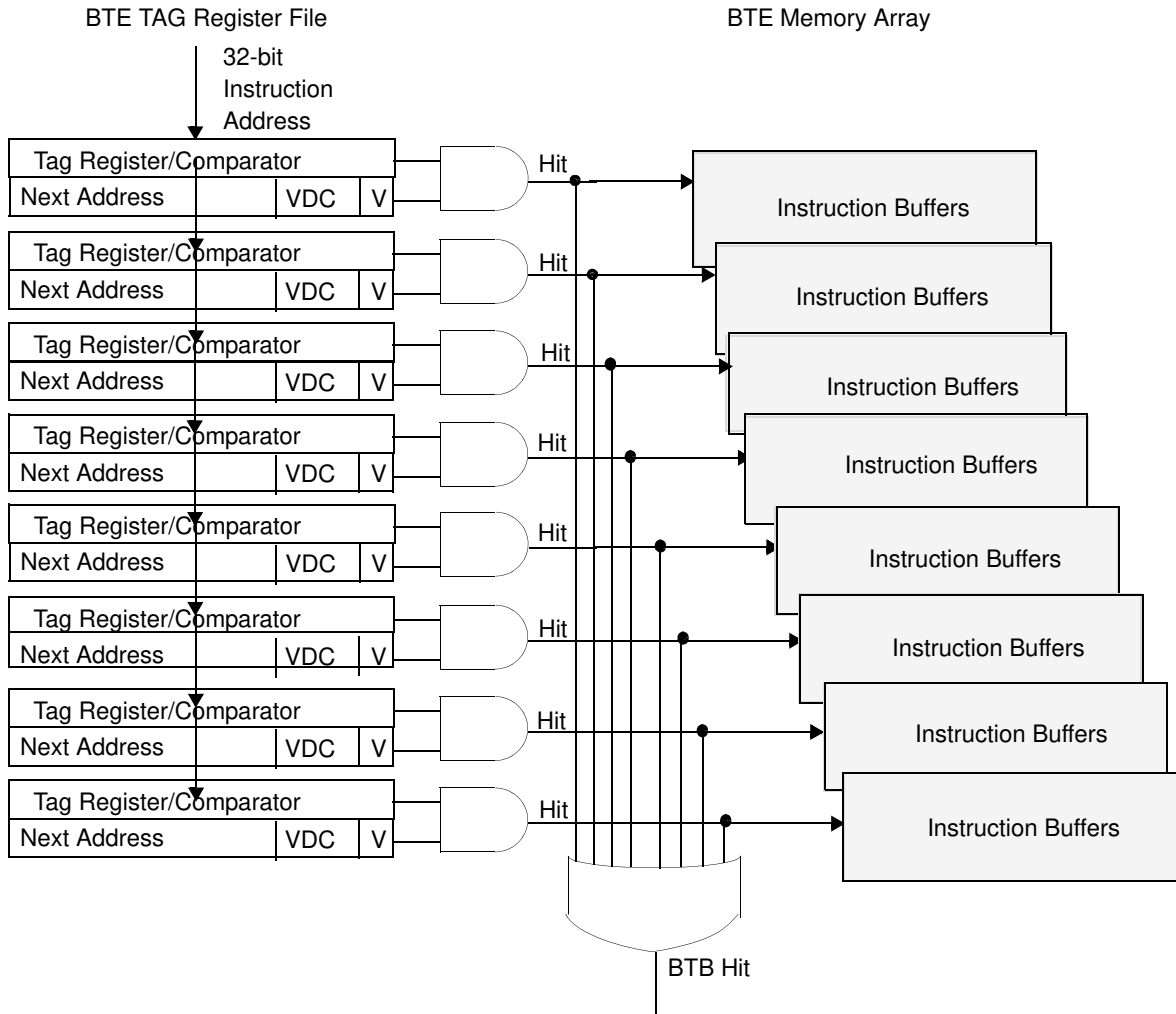 BTE TAG Register File
BTE Memory Array
32-bit
Instruction
Address
Tag Register/Comparator
Next Address VDC V
Hit
Instruction Buffers
Tag Register/Comparator
Next Address VDC V
Hit
Instruction Buffers
Tag Register/Comparator
Next Address VDC V
Hit
Instruction Buffers
Tag Register/Comparator
Next Address VDC V
Hit
Instruction Buffers
Tag Register/Comparator
Next Address VDC V
Hit
Instruction Buffers
Tag Register/Comparator
Next Address VDC V
Hit
Instruction Buffers
Tag Register/Comparator
Next Address VDC V
Hit
Instruction Buffers
Tag Register/Comparator
Next Address VDC V
Hit
Instruction Buffers
BTB Hit